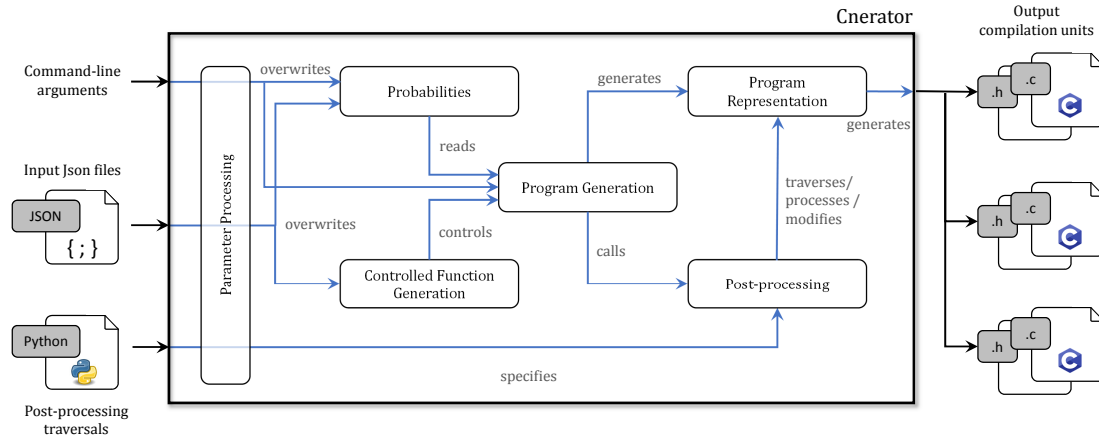 Cnerator
Output
compilation units
Command-line
arguments
overwrites
Probabilities
generates
Program
Representation
generates
.h
.c
C
reads
Input Json files
JSON
{ ; }
Parameter Processing
Program Generation
traverses/
processes /
modifies
overwrites
controls
calls
.h
.c
C
Controlled Function
Generation
Post-processing
Python
specifies
.h
.c
C
Post-processing
traversals